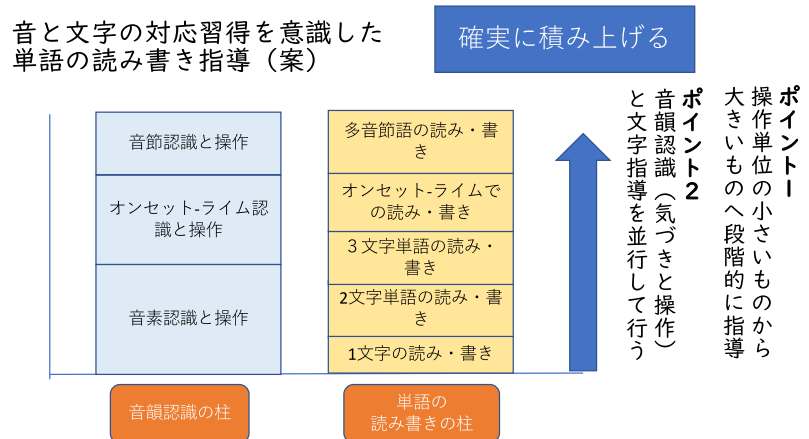 音と文字の対応習得を意識した
単語の読み書き指導（案）
確実に積み上げる
音節認識と操作
オンセット-ライム認
識と操作
音素認識と操作
音韻認識の柱
多音節語の読み・書
き
オンセット-ライムで
の読み・書き
３文字単語の読み・
書き
2文字単語の読み・書
き
1文字の読み・書き
単語の
読み書きの柱
ポイント1
操作単位の小さいものから
大きいものへ段階的に指導
ポイント２
音韻認識（気づきと操作）
と文字指導を並行して行う